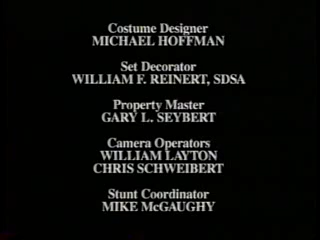 Costume Designer
MICHAEL HOFFMAN
Set Decorator
WILLIAM F. REINERT, SDSA
Property Master
GARY L. SEYBERT
Camera Operators
WILLIAM LAYTON
CHRIS SCHWEIBERT
Stunt Coordinator
MIKE McGAUGHY